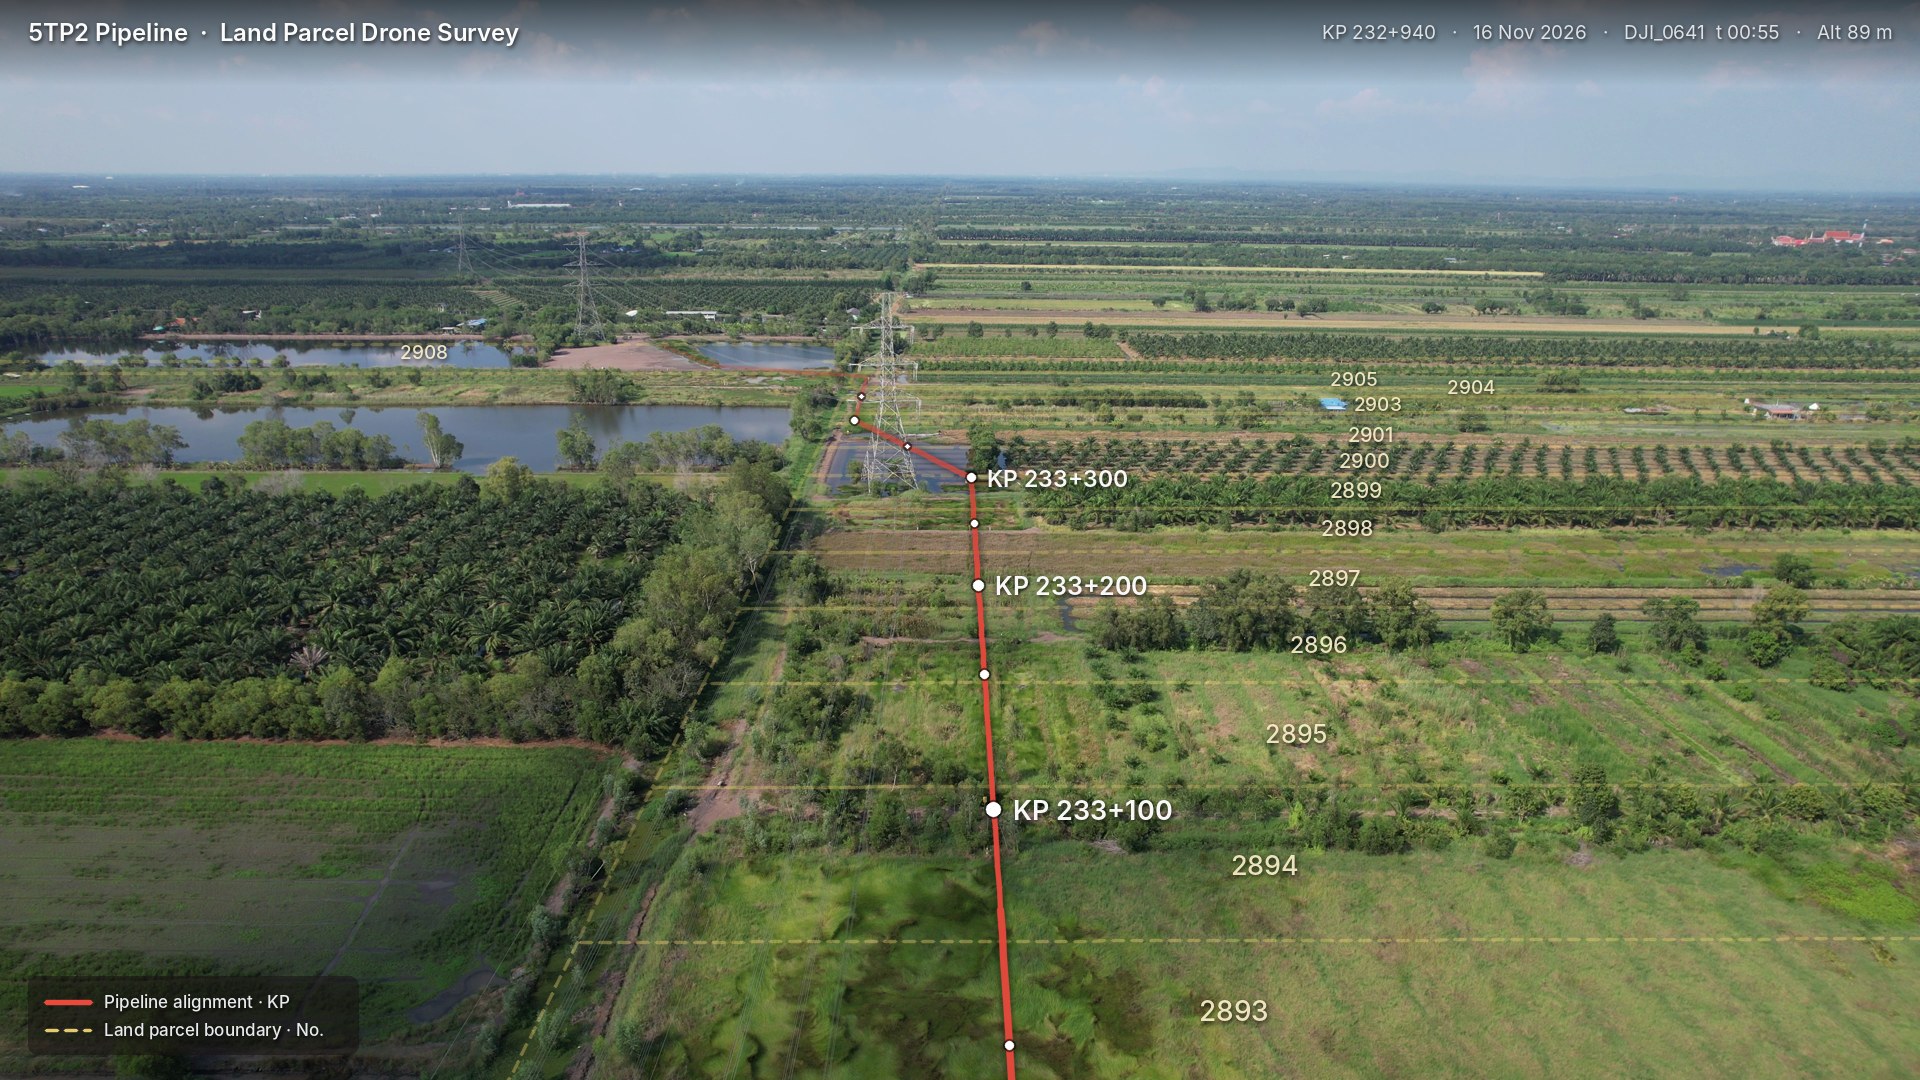 5TP2 Pipeline · Land Parcel Drone Survey
KP 232+940 · 16 Nov 2026 · DJI_0641 t 00:55 · Alt 89 m
2908
2905
2904
2903
2901
2900
KP 233+300
2899
2898
2897
KP 233+200
2896
2895
KP 233+100
2894
2893
Pipeline alignment · KP
Land parcel boundary · No.